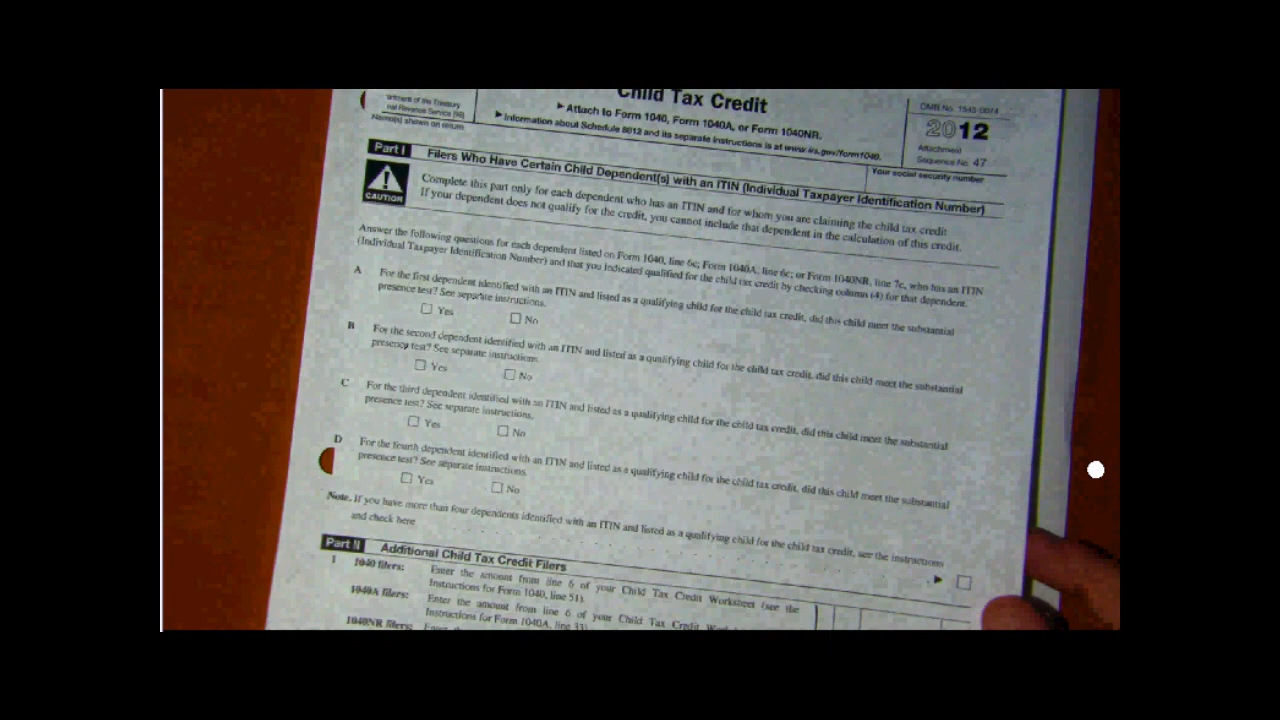 Child Tax Credit
OMB No. 1545-0074
▶ Attach to Form 1040, Form 1040A, or Form 1040NR.
2012
▶ Information about Schedule 8812 and its separate instructions is at www.irs.gov/form1040.
Department of the Treasury
Internal Revenue Service (99)
Attachment
Sequence No. 47
Name(s) shown on return
Your social security number
Part I Filers Who Have Certain Child Dependent(s) with an ITIN (Individual Taxpayer Identification Number)
CAUTION
Complete this part only for each dependent who has an ITIN and for whom you are claiming the child tax credit
If your dependent does not qualify for the credit, you cannot include that dependent in the calculation of this credit.
Answer the following questions for each dependent listed on Form 1040, line 6c; Form 1040A, line 6c; or Form 1040NR, line 7c, who has an ITIN
(Individual Taxpayer Identification Number) and that you indicated qualified for the child tax credit by checking column (4) for that dependent.
A For the first dependent identified with an ITIN and listed as a qualifying child for the child tax credit, did this child meet the substantial
presence test? See separate instructions.
Yes No
B For the second dependent identified with an ITIN and listed as a qualifying child for the child tax credit, did this child meet the substantial
presence test? See separate instructions.
Yes No
C For the third dependent identified with an ITIN and listed as a qualifying child for the child tax credit, did this child meet the substantial
presence test? See separate instructions.
Yes No
D For the fourth dependent identified with an ITIN and listed as a qualifying child for the child tax credit, did this child meet the substantial
presence test? See separate instructions.
Yes No
Note. If you have more than four dependents identified with an ITIN and listed as a qualifying child for the child tax credit, see the instructions
and check here ▶
Part II Additional Child Tax Credit Filers
1 1040 filers: Enter the amount from line 6 of your Child Tax Credit Worksheet (see the
Instructions for Form 1040, line 51).
1040A filers: Enter the amount from line 6 of your Child Tax Credit
Instructions for Form 1040A, line 33).
1040NR filers: